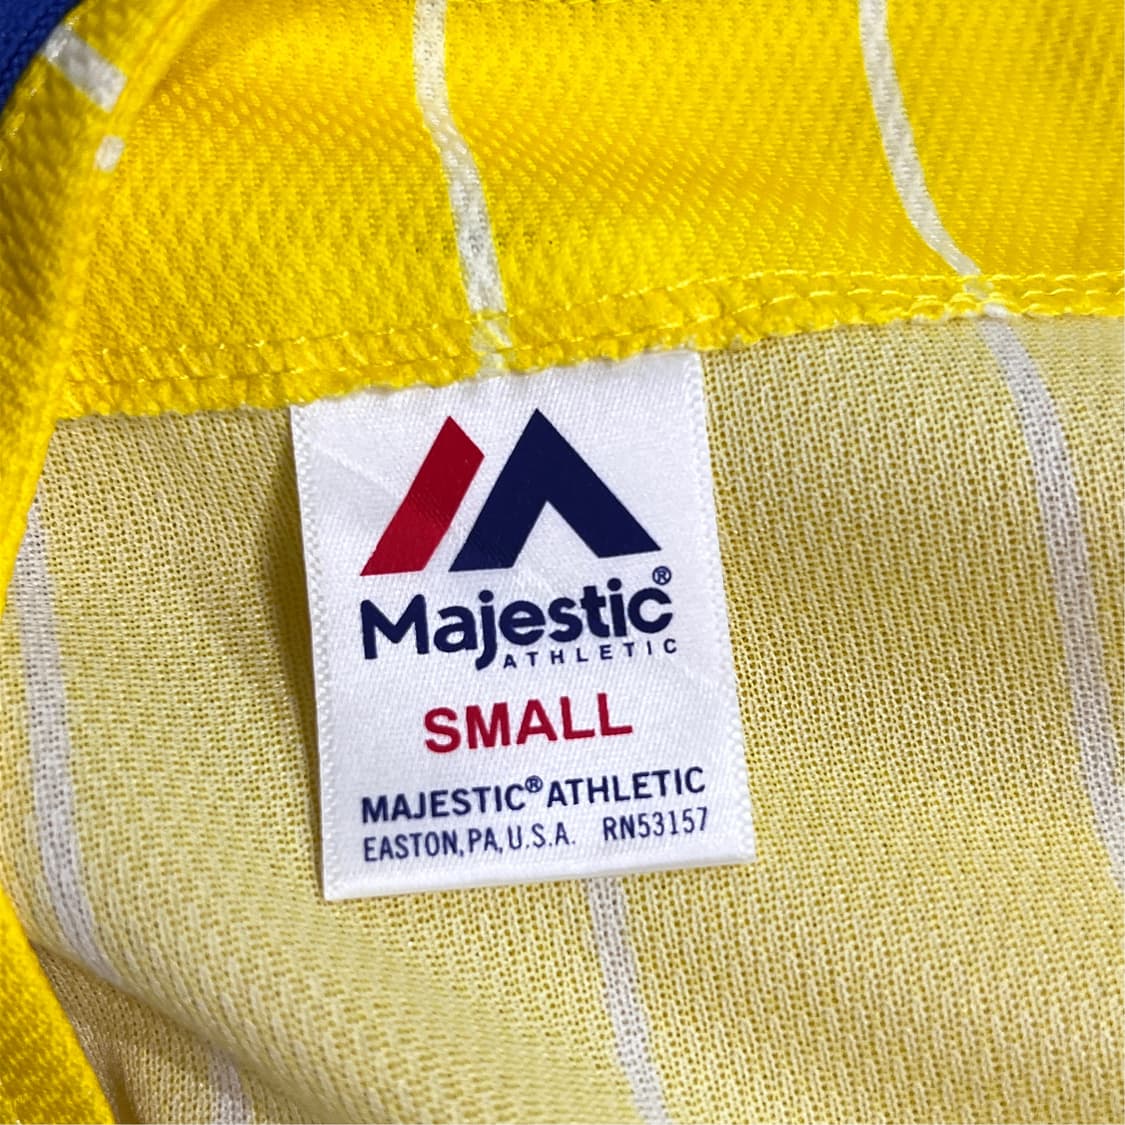 Majestic®
ATHLETIC
SMALL
MAJESTIC® ATHLETIC
EASTON, PA, U.S.A. RN53157